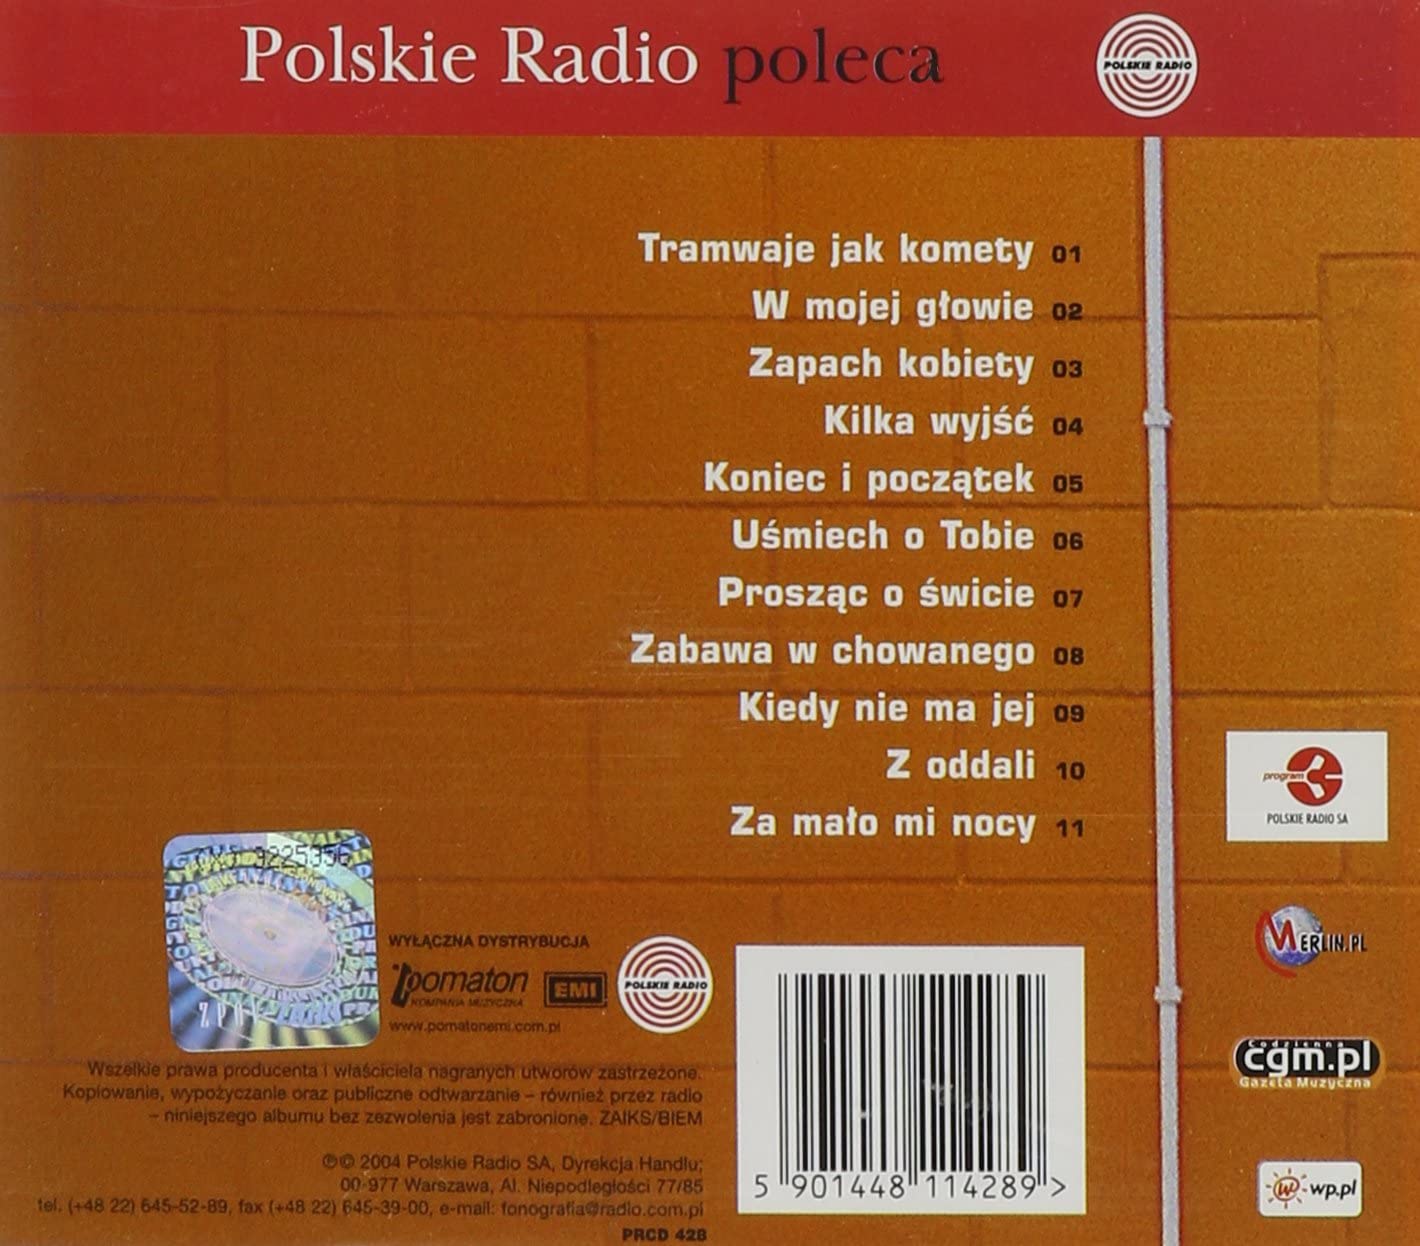 Polskie Radio poleca
POLSKIE RADIO
Tramwaje jak komety 01
W mojej głowie 02
Zapach kobiety 03
Kilka wyjść 04
Koniec i początek 05
Uśmiech o Tobie 06
Prosząc o świcie 07
Zabawa w chowanego 08
Kiedy nie ma jej 09
Z oddali 10
Za mało mi nocy 11
program
POLSKIE RADIO SA
MERLIN.PL
Codzienna
cgm.pl
Gazeta Muzyczna
wp.pl
WYŁĄCZNA DYSTRYBUCJA
pomaton EMI
KOMPANIA MUZYCZNA
POLSKIE RADIO
www.pomatonemi.com.pl
Wszelkie prawa producenta i właściciela nagranych utworów zastrzeżone.
Kopiowanie, wypożyczanie oraz publiczne odtwarzanie – również przez radio
– niniejszego albumu bez zezwolenia jest zabronione. ZAIKS/BIEM
℗© 2004 Polskie Radio SA, Dyrekcja Handlu;
00-977 Warszawa, Al. Niepodległości 77/85
tel. (+48 22) 645-52-89, fax (+48 22) 645-39-00, e-mail: fonografia@radio.com.pl
PRCD 428
5 901448 114289 >